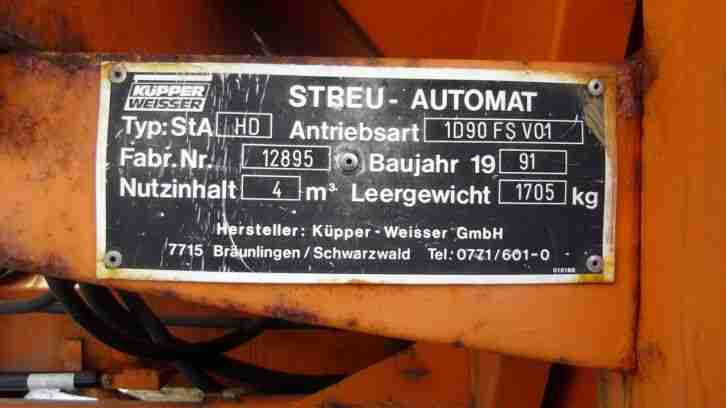 KÜPPER
WEISSER
STREU - AUTOMAT
Typ: StA HD Antriebsart 1D90 FS V01
Fabr. Nr. 12895 Baujahr 19 91
Nutzinhalt 4 m³ Leergewicht 1705 kg
Hersteller: Küpper - Weisser GmbH
7715 Bräunlingen / Schwarzwald Tel. 0771/601-0